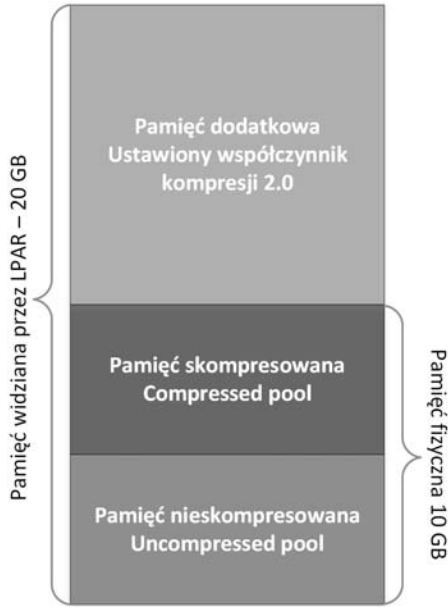 Pamięć widziana przez LPAR – 20 GB
Pamięć dodatkowa
Ustawiony współczynnik
kompresji 2.0
Pamięć skompresowana
Compressed pool
Pamięć nieskompresowana
Uncompressed pool
Pamięć fizyczna 10 GB